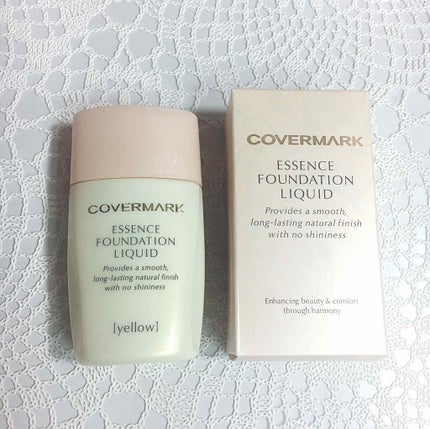 COVERMARK
ESSENCE
FOUNDATION
LIQUID
Provides a smooth,
long-lasting natural finish
with no shininess
[yellow]
COVERMARK
ESSENCE
FOUNDATION
LIQUID
Provides a smooth,
long-lasting natural finish
with no shininess
Enhancing beauty & comfort
through harmony